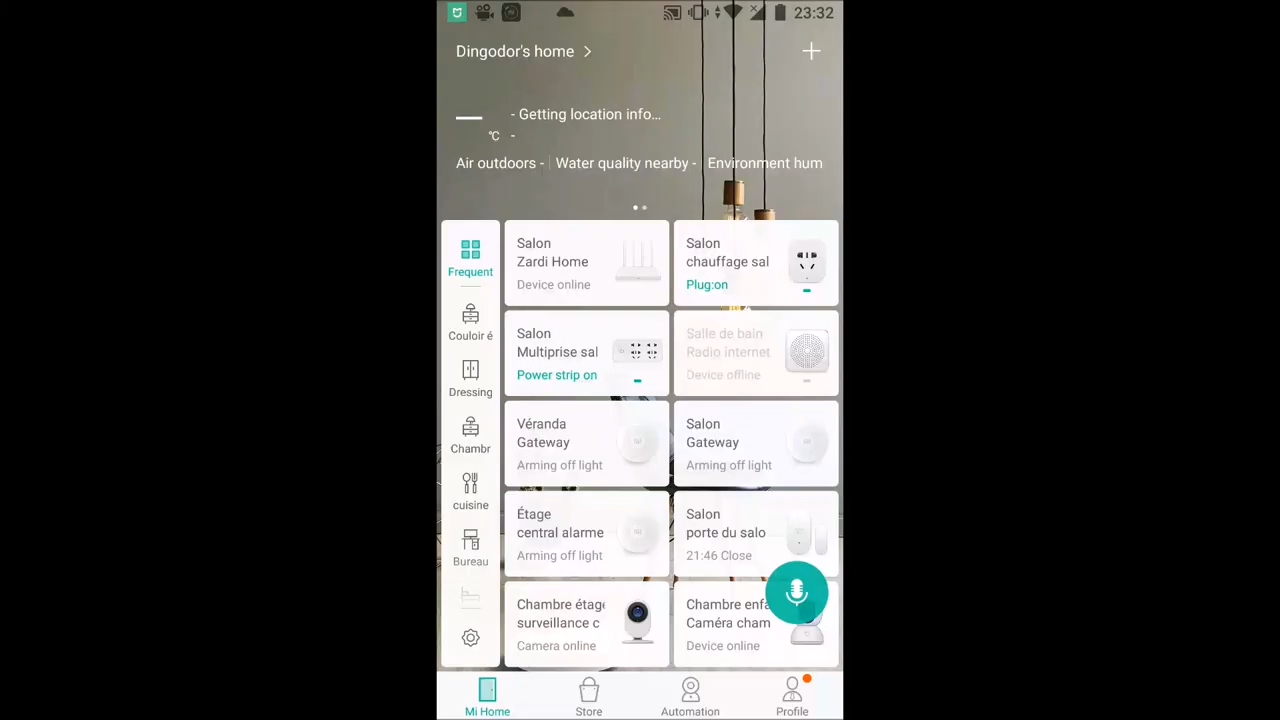 23:32
Dingodor's home
- Getting location info…
℃ -
Air outdoors - Water quality nearby - Environment hum
Frequent
Couloir é
Dressing
Chambr
cuisine
Bureau
Salon
Zardi Home
Device online
Salon
chauffage sal
Plug:on
Salon
Multiprise sal
Power strip on
Salle de bain
Radio internet
Device offline
Véranda
Gateway
Arming off light
Salon
Gateway
Arming off light
Étage
central alarme
Arming off light
Salon
porte du salo
21:46 Close
Chambre étage
surveillance c
Camera online
Chambre enfa
Caméra cham
Device online
Mi Home
Store
Automation
Profile